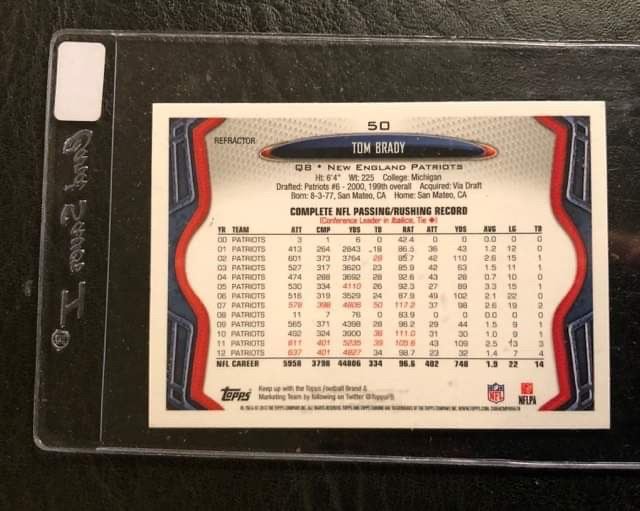 50
REFRACTOR
TOM BRADY
QB • NEW ENGLAND PATRIOTS
Ht: 6'4" Wt: 225 College: Michigan
Drafted: Patriots #6 - 2000, 199th overall Acquired: Via Draft
Born: 8-3-77, San Mateo, CA Home: San Mateo, CA
COMPLETE NFL PASSING/RUSHING RECORD
(Conference Leader in Italics, Tie ◆)
YR TEAM ATT CMP YDS TD RAT ATT YDS AVG LG TD
00 PATRIOTS 3 1 6 0 42.4 0 0 0.0 0 0
01 PATRIOTS 413 264 2843 18 86.5 36 43 1.2 12 0
02 PATRIOTS 601 373 3764 28 85.7 42 110 2.6 15 1
03 PATRIOTS 527 317 3620 23 85.9 42 63 1.5 11 1
04 PATRIOTS 474 288 3692 28 92.6 43 28 0.7 10 0
05 PATRIOTS 530 334 4110 26 92.3 27 89 3.3 15 1
06 PATRIOTS 516 319 3529 24 87.9 49 102 2.1 22 0
07 PATRIOTS 578 398 4806 50 117.2 37 98 2.6 19 2
08 PATRIOTS 11 7 76 0 83.9 0 0 0.0 0 0
09 PATRIOTS 565 371 4398 28 96.2 29 44 1.5 9 1
10 PATRIOTS 492 324 3900 36 111.0 31 30 1.0 9 1
11 PATRIOTS 611 401 5235 39 105.6 43 109 2.5 13 3
12 PATRIOTS 637 401 4827 34 98.7 23 32 1.4 7 4
NFL CAREER 5958 3798 44806 334 96.6 402 748 1.9 22 14
Topps
Keep up with the Topps Football Brand &
Marketing Team by following on Twitter @ToppsFB
NFL
NFLPA